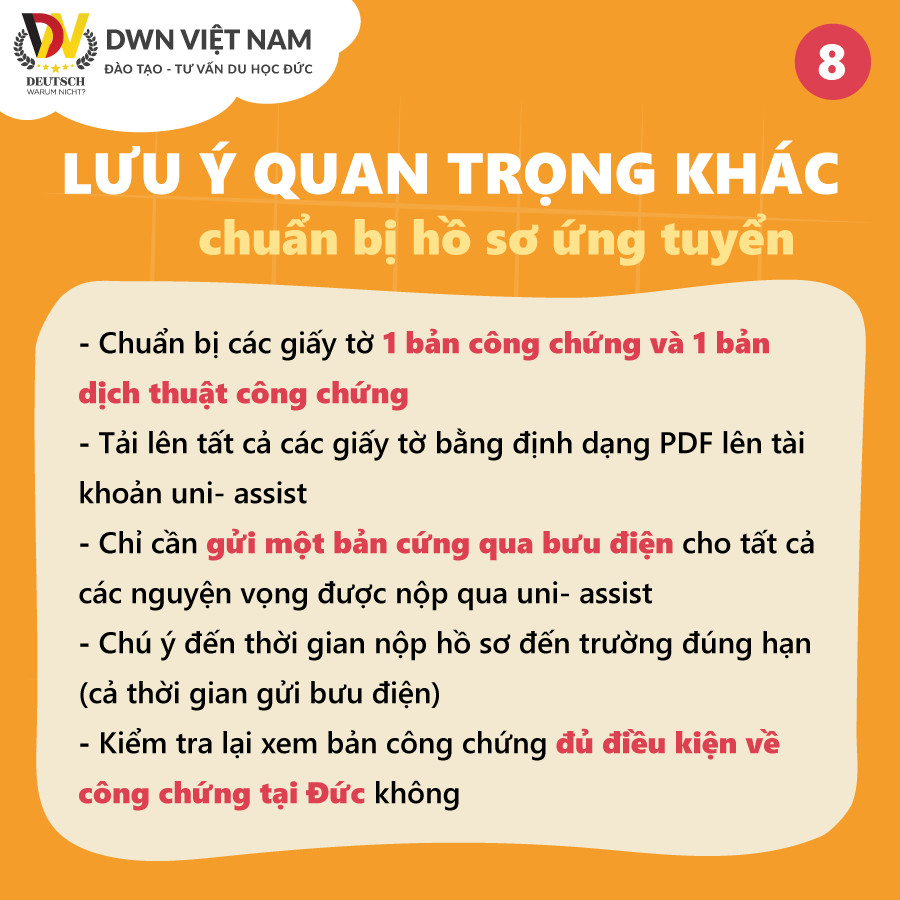 DWN VIỆT NAM
ĐÀO TẠO - TƯ VẤN DU HỌC ĐỨC
DEUTSCH
WARUM NICHT?
8
LƯU Ý QUAN TRỌNG KHÁC
chuẩn bị hồ sơ ứng tuyển
- Chuẩn bị các giấy tờ 1 bản công chứng và 1 bản
dịch thuật công chứng
- Tải lên tất cả các giấy tờ bằng định dạng PDF lên tài
khoản uni- assist
- Chỉ cần gửi một bản cứng qua bưu điện cho tất cả
các nguyện vọng được nộp qua uni- assist
- Chú ý đến thời gian nộp hồ sơ đến trường đúng hạn
(cả thời gian gửi bưu điện)
- Kiểm tra lại xem bản công chứng đủ điều kiện về
công chứng tại Đức không